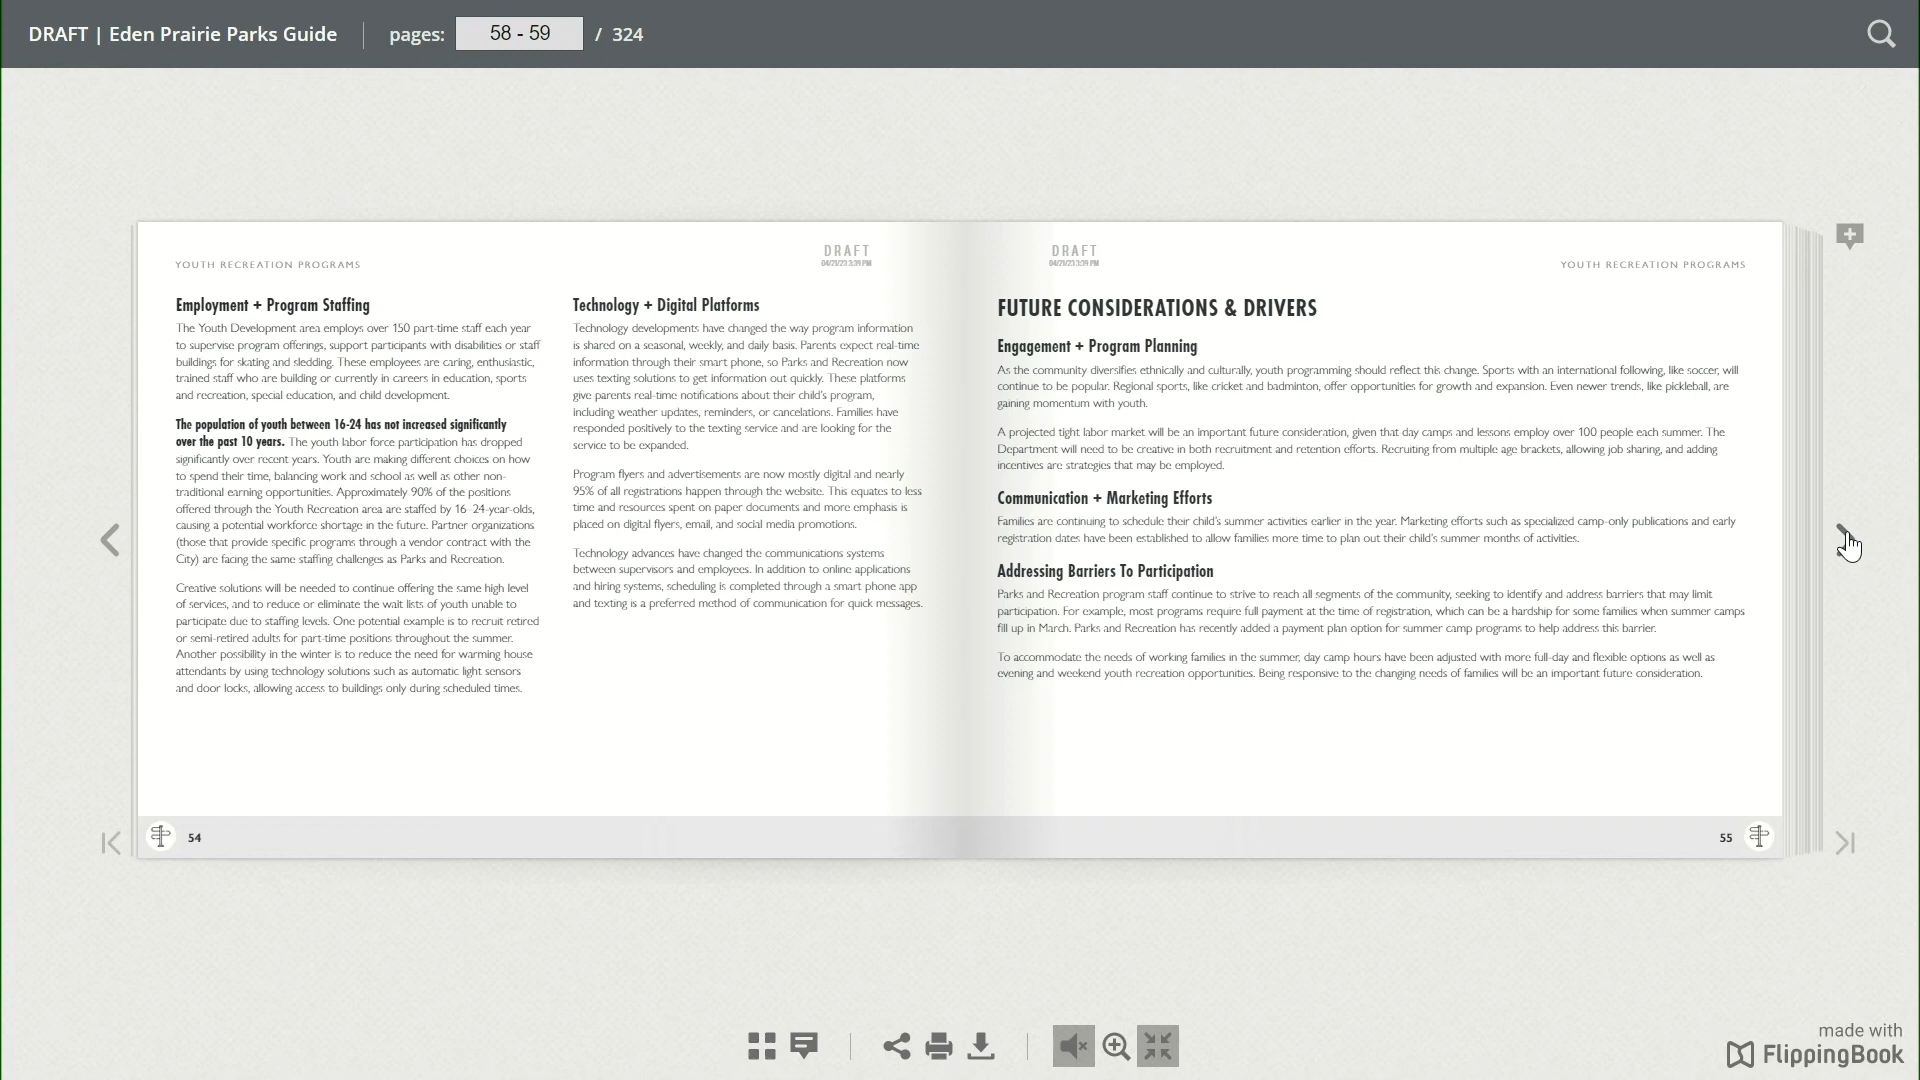 DRAFT | Eden Prairie Parks Guide
pages:
58 - 59
/ 324
YOUTH RECREATION PROGRAMS
DRAFT
04/21/23 3:39 PM
Employment + Program Staffing
The Youth Development area employs over 150 part-time staff each year
to supervise program offerings, support participants with disabilities or staff
buildings for skating and sledding. These employees are caring, enthusiastic,
trained staff who are building or currently in careers in education, sports
and recreation, special education, and child development.
The population of youth between 16-24 has not increased significantly
over the past 10 years. The youth labor force participation has dropped
significantly over recent years. Youth are making different choices on how
to spend their time, balancing work and school as well as other non-
traditional earning opportunities. Approximately 90% of the positions
offered through the Youth Recreation area are staffed by 16-24-year-olds,
causing a potential workforce shortage in the future. Partner organizations
(those that provide specific programs through a vendor contract with the
City) are facing the same staffing challenges as Parks and Recreation.
Creative solutions will be needed to continue offering the same high level
of services, and to reduce or eliminate the wait lists of youth unable to
participate due to staffing levels. One potential example is to recruit retired
or semi-retired adults for part-time positions throughout the summer.
Another possibility in the winter is to reduce the need for warming house
attendants by using technology solutions such as automatic light sensors
and door locks, allowing access to buildings only during scheduled times.
Technology + Digital Platforms
Technology developments have changed the way program information
is shared on a seasonal, weekly, and daily basis. Parents expect real-time
information through their smart phone, so Parks and Recreation now
uses texting solutions to get information out quickly. These platforms
give parents real-time notifications about their child's program,
including weather updates, reminders, or cancelations. Families have
responded positively to the texting service and are looking for the
service to be expanded.
Program flyers and advertisements are now mostly digital and nearly
95% of all registrations happen through the website. This equates to less
time and resources spent on paper documents and more emphasis is
placed on digital flyers, email, and social media promotions.
Technology advances have changed the communications systems
between supervisors and employees. In addition to online applications
and hiring systems, scheduling is completed through a smart phone app
and texting is a preferred method of communication for quick messages.
54
DRAFT
04/21/23 3:39 PM
YOUTH RECREATION PROGRAMS
FUTURE CONSIDERATIONS & DRIVERS
Engagement + Program Planning
As the community diversifies ethnically and culturally, youth programming should reflect this change. Sports with an international following, like soccer, will
continue to be popular. Regional sports, like cricket and badminton, offer opportunities for growth and expansion. Even newer trends, like pickleball, are
gaining momentum with youth.
A projected tight labor market will be an important future consideration, given that day camps and lessons employ over 100 people each summer. The
Department will need to be creative in both recruitment and retention efforts. Recruiting from multiple age brackets, allowing job sharing, and adding
incentives are strategies that may be employed.
Communication + Marketing Efforts
Families are continuing to schedule their child's summer activities earlier in the year. Marketing efforts such as specialized camp-only publications and early
registration dates have been established to allow families more time to plan out their child's summer months of activities.
Addressing Barriers To Participation
Parks and Recreation program staff continue to strive to reach all segments of the community, seeking to identify and address barriers that may limit
participation. For example, most programs require full payment at the time of registration, which can be a hardship for some families when summer camps
fill up in March. Parks and Recreation has recently added a payment plan option for summer camp programs to help address this barrier.
To accommodate the needs of working families in the summer, day camp hours have been adjusted with more full-day and flexible options as well as
evening and weekend youth recreation opportunities. Being responsive to the changing needs of families will be an important future consideration.
55
made with
FlippingBook